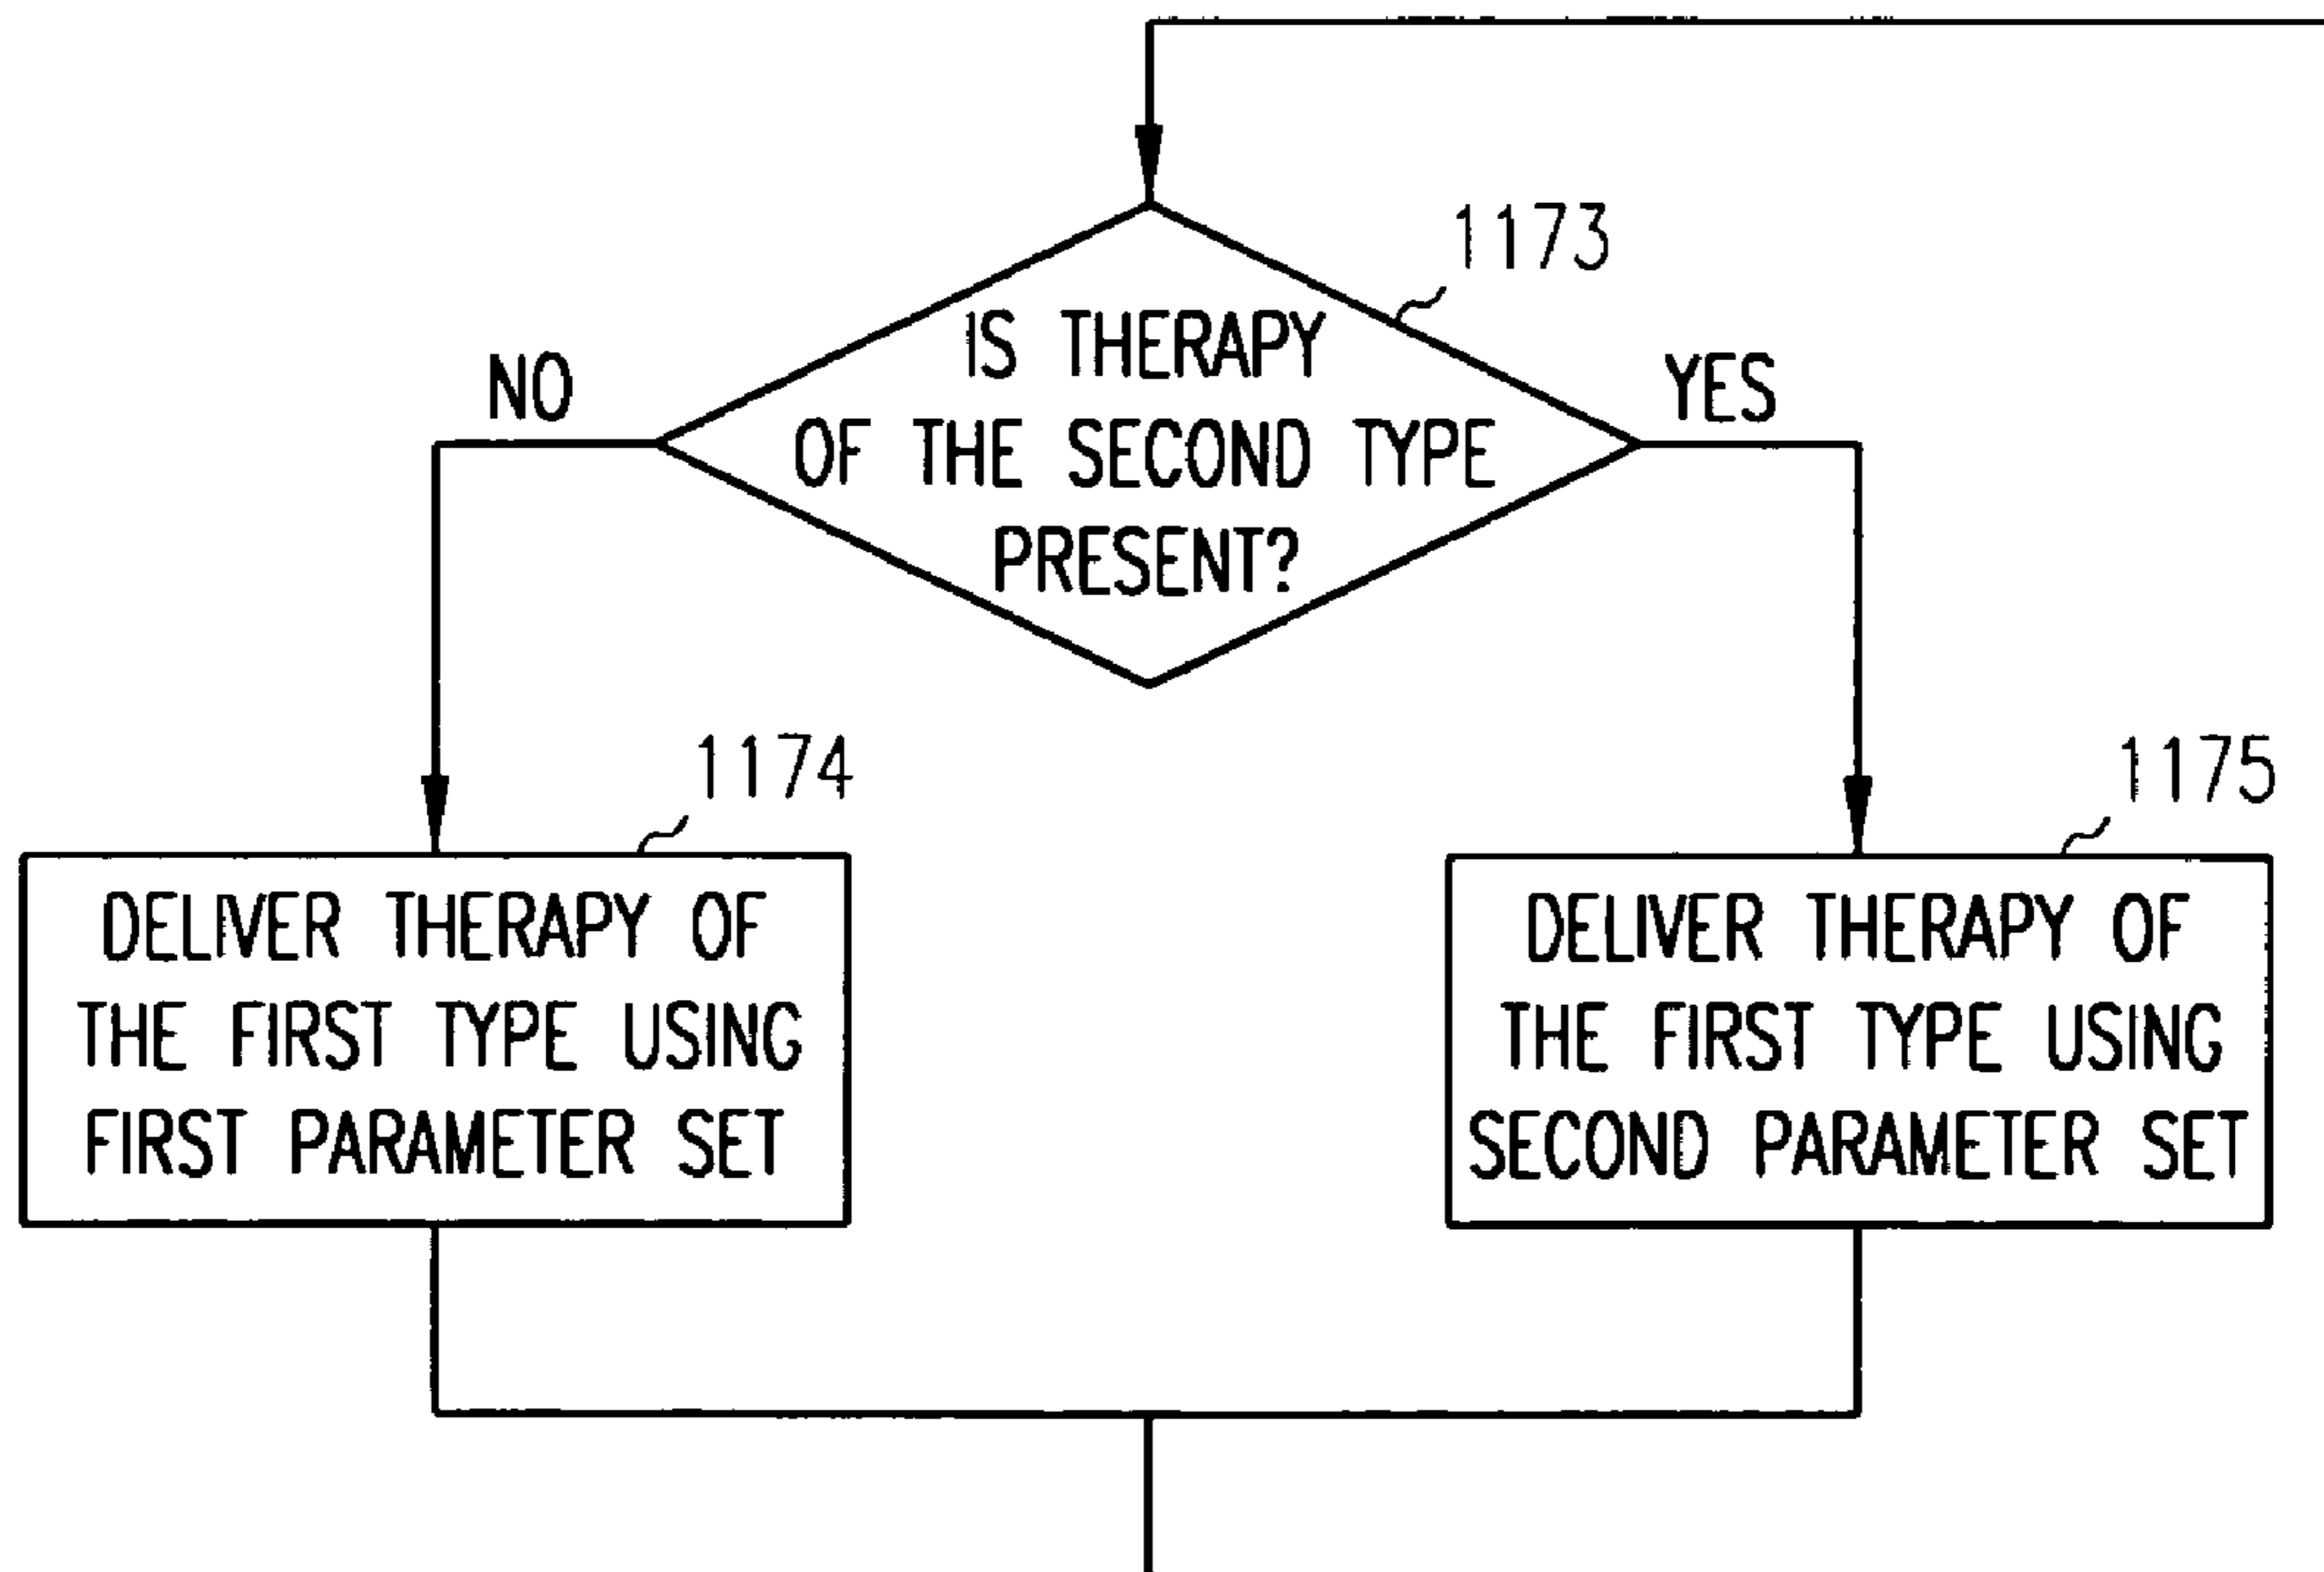 1173
IS THERAPY
OF THE SECOND TYPE
PRESENT?
NO
YES
1174
DELIVER THERAPY OF
THE FIRST TYPE USING
FIRST PARAMETER SET
1175
DELIVER THERAPY OF
THE FIRST TYPE USING
SECOND PARAMETER SET